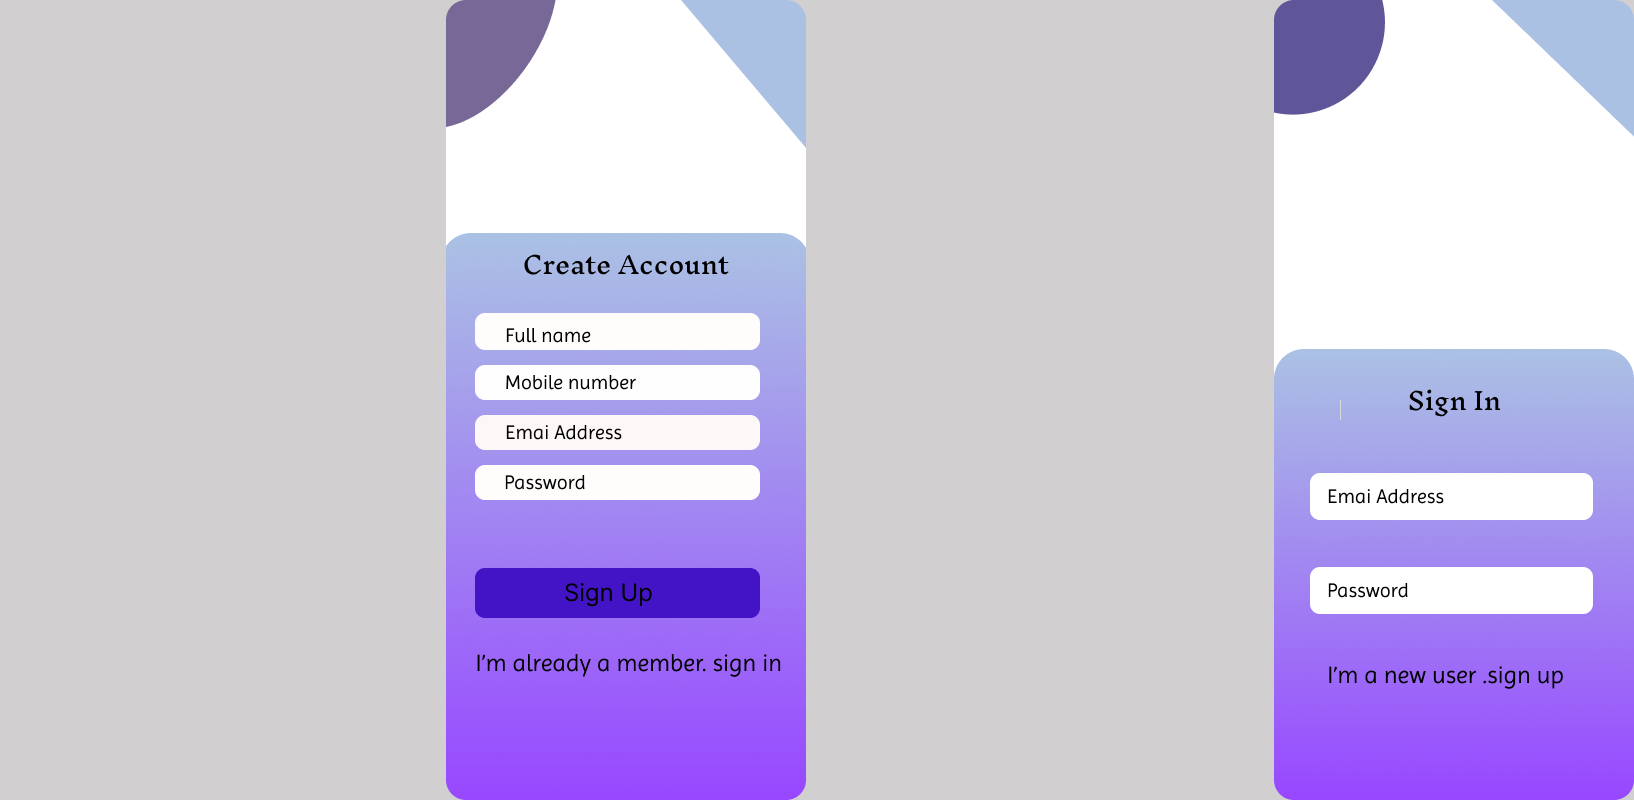 Create Account
Full name
Mobile number
Emai Address
Password
Sign Up
I’m already a member. sign in
Sign In
Emai Address
Password
I’m a new user .sign up